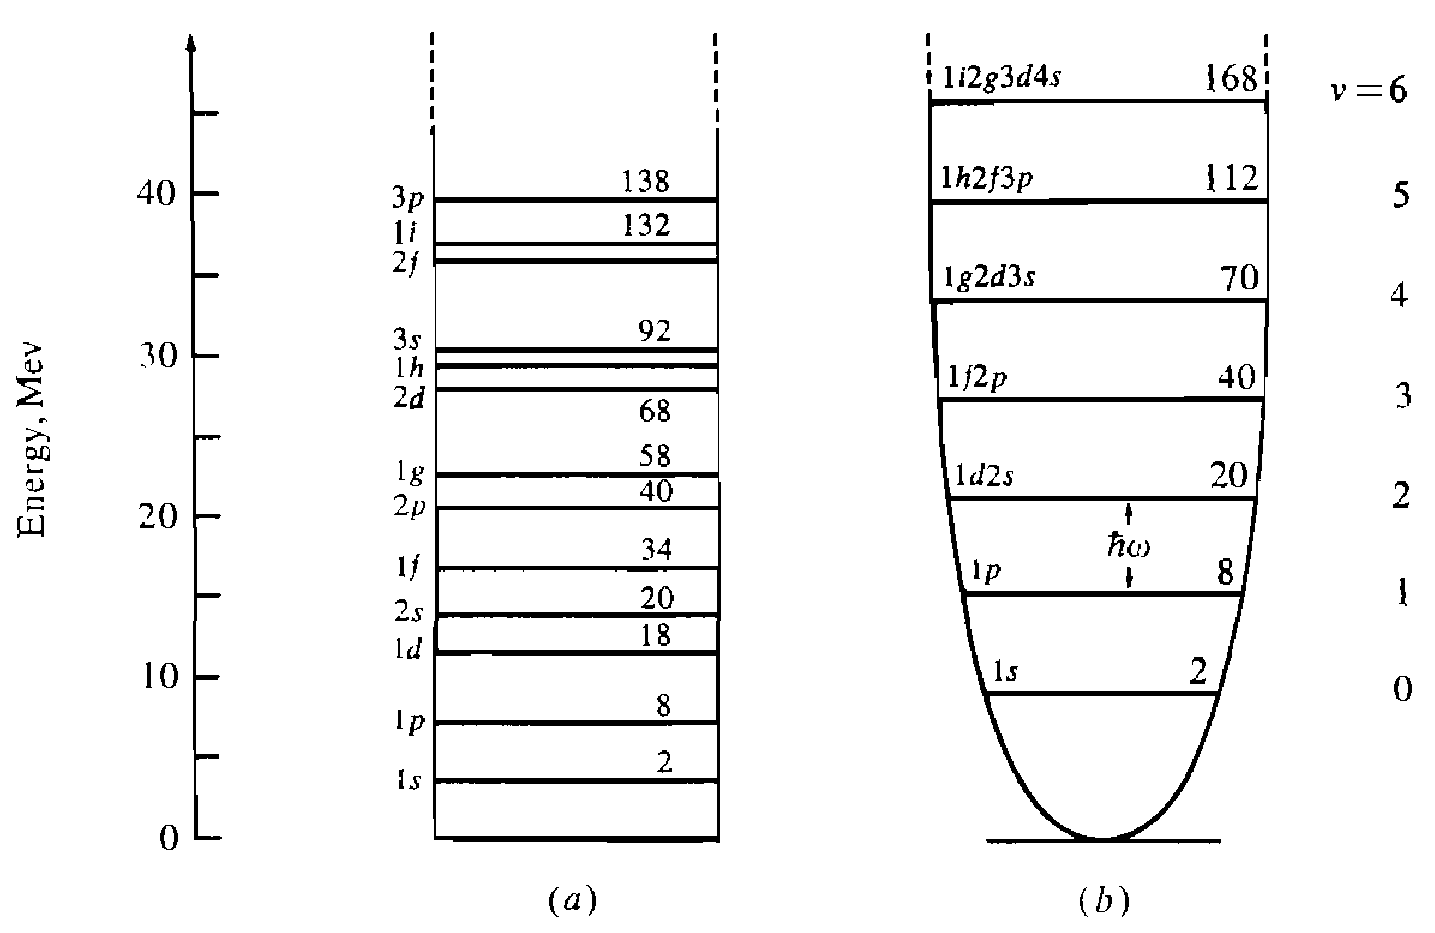 Energy, Mev
40
30
20
10
0
3p 138
1i 132
2f
3s 92
1h
2d
68
1g 58
2p 40
1f 34
2s 20
1d 18
1p 8
1s 2
(a)
1i2g3d4s 168 v = 6
1h2f3p 112 5
1g2d3s 70 4
1f2p 40 3
1d2s 20 2
ħω
1p 8 1
1s 2 0
(b)